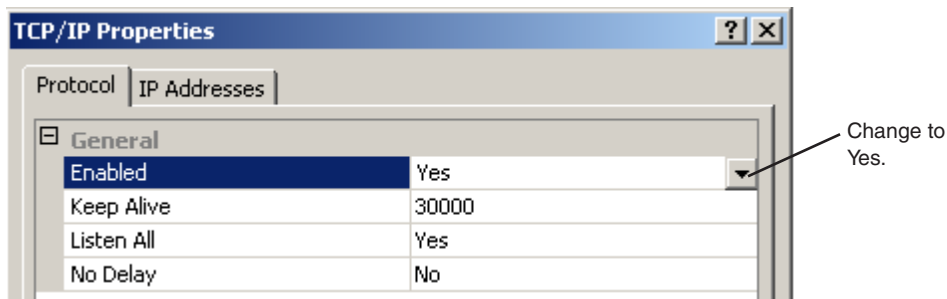 TCP/IP Properties
Protocol IP Addresses
General
Enabled Yes
Keep Alive 30000
Listen All Yes
No Delay No
Change to
Yes.